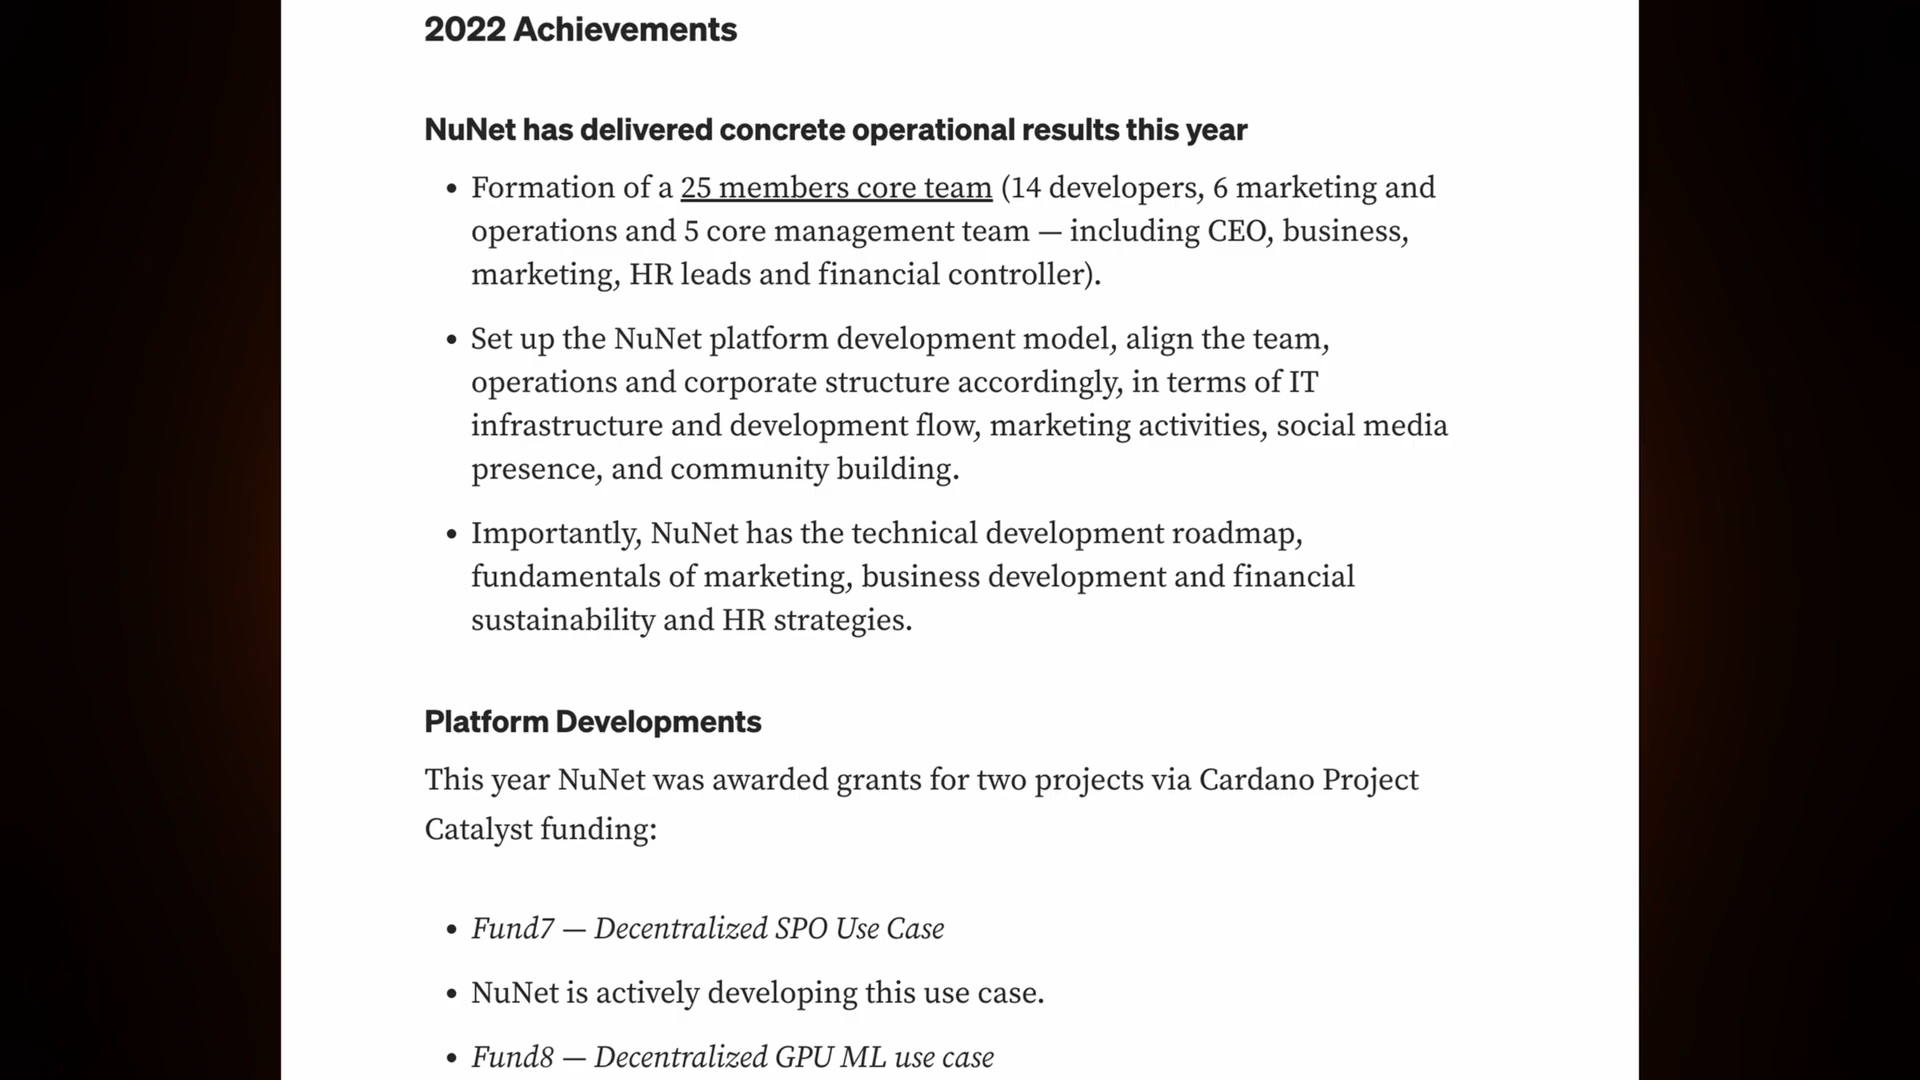 2022 Achievements
NuNet has delivered concrete operational results this year
• Formation of a 25 members core team (14 developers, 6 marketing and
operations and 5 core management team — including CEO, business,
marketing, HR leads and financial controller).
• Set up the NuNet platform development model, align the team,
operations and corporate structure accordingly, in terms of IT
infrastructure and development flow, marketing activities, social media
presence, and community building.
• Importantly, NuNet has the technical development roadmap,
fundamentals of marketing, business development and financial
sustainability and HR strategies.
Platform Developments
This year NuNet was awarded grants for two projects via Cardano Project
Catalyst funding:
• Fund7 — Decentralized SPO Use Case
• NuNet is actively developing this use case.
• Fund8 — Decentralized GPU ML use case